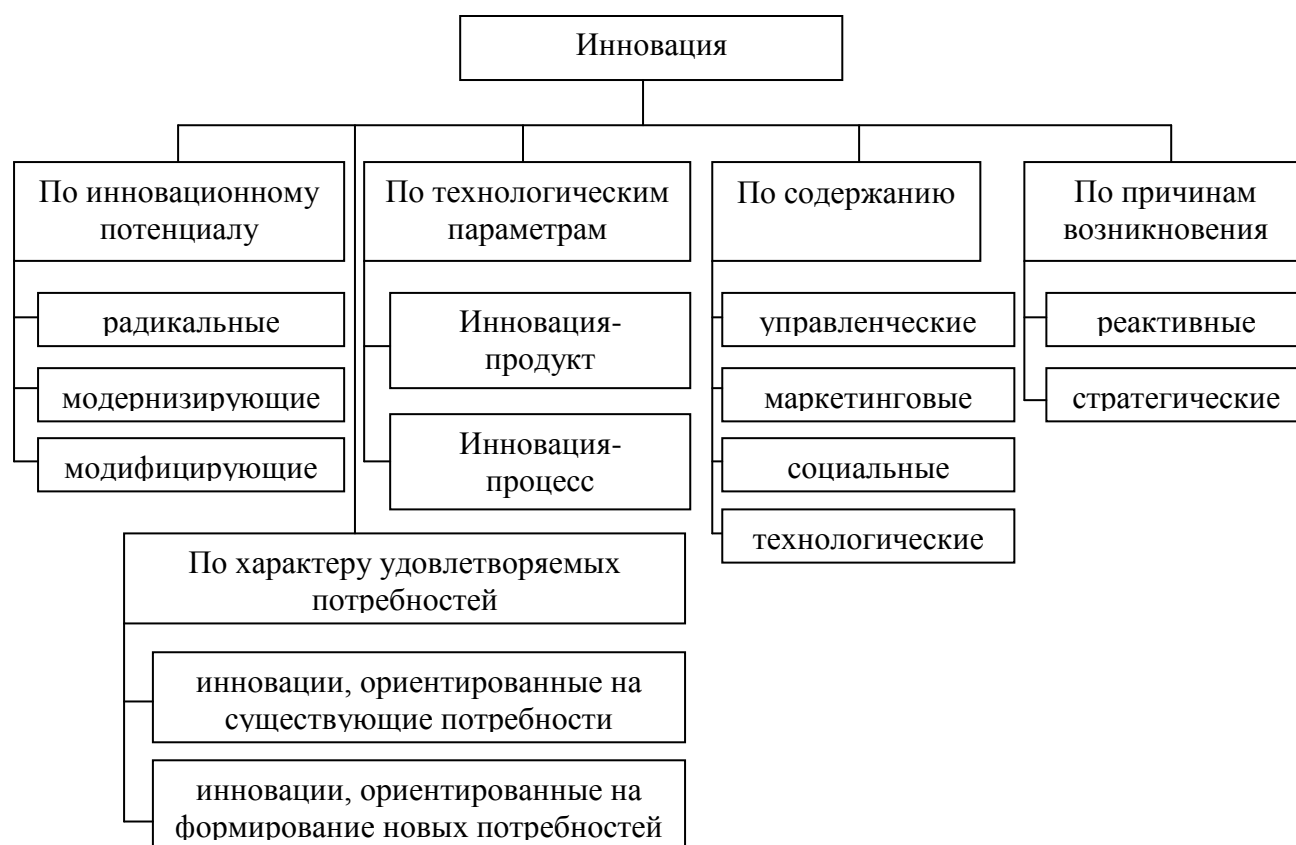 Инновация
По инновационному
потенциалу
радикальные
модернизирующие
модифицирующие
По технологическим
параметрам
Инновация-
продукт
Инновация-
процесс
По содержанию
управленческие
маркетинговые
социальные
технологические
По причинам
возникновения
реактивные
стратегические
По характеру удовлетворяемых
потребностей
инновации, ориентированные на
существующие потребности
инновации, ориентированные на
формирование новых потребностей